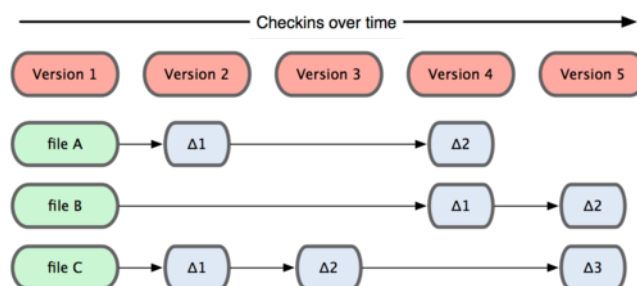 Checkins over time
Version 1 Version 2 Version 3 Version 4 Version 5
file A Δ1 Δ2
file B Δ1 Δ2
file C Δ1 Δ2 Δ3